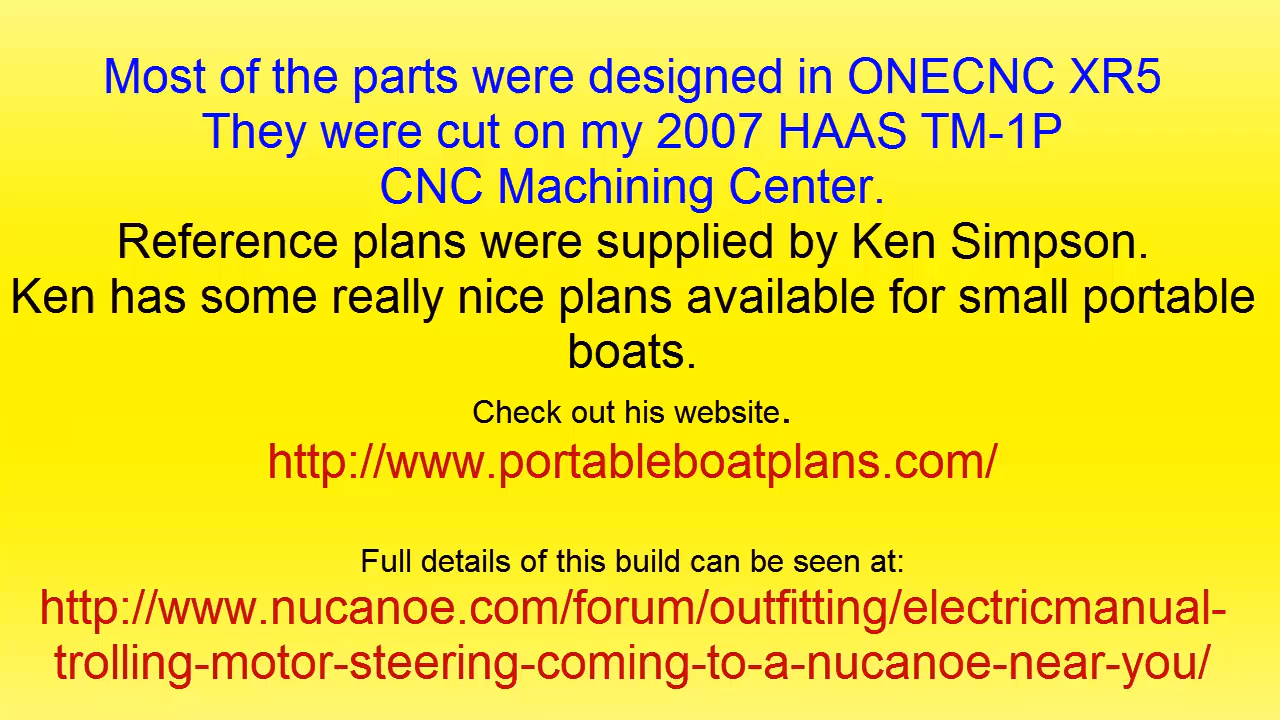 Most of the parts were designed in ONECNC XR5
They were cut on my 2007 HAAS TM-1P
CNC Machining Center.
Reference plans were supplied by Ken Simpson.
Ken has some really nice plans available for small portable
boats.
Check out his website.
http://www.portableboatplans.com/
Full details of this build can be seen at:
http://www.nucanoe.com/forum/outfitting/electricmanual-
trolling-motor-steering-coming-to-a-nucanoe-near-you/